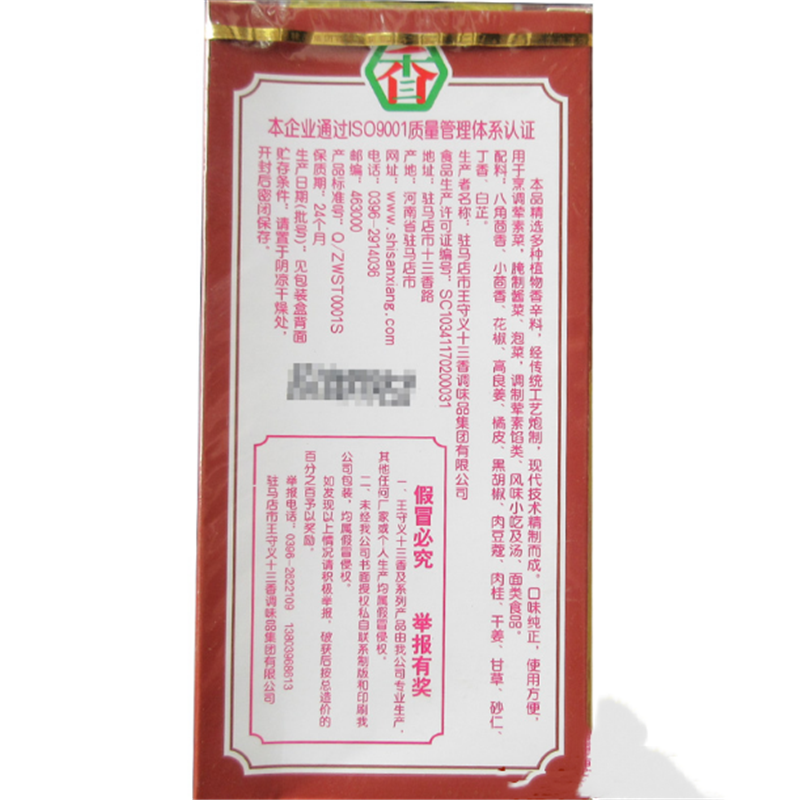 香
本企业通过ISO9001质量管理体系认证
本品精选多种植物香辛料，经传统工艺炮制，现代技术精制而成。口味纯正，使用方便，
用于烹调荤素菜，腌制酱菜、泡菜，调制荤素馅类、风味小吃及汤、面类食品。
配料：八角茴香、小茴香、花椒、高良姜、橘皮、黑胡椒、肉豆蔻、肉桂、干姜、甘草、砂仁、
丁香、白芷。
生产者名称：驻马店市王守义十三香调味品集团有限公司
食品生产许可证编号：SC10341170200031
地址：驻马店市十三香路
产地：河南省驻马店市
网址：www.shisanxiang.com
电话：0396-2914036
邮编：463000
产品标准号：Q/ZWST0001S
保质期：24个月
生产日期(批号)：见包装盒背面
贮存条件：请置于阴凉干燥处，
开封后密闭保存。
假冒必究 举报有奖
一、王守义十三香及系列产品由我公司专业生产，
其他任何厂家或个人生产均属假冒侵权。
二、未经我公司书面授权私自联系制版和印刷我
公司包装，均属假冒侵权。
如发现以上情况请积极举报，破获后按总造价的
百分之百予以奖励。
举报电话：0396-2622109 13803968613
驻马店市王守义十三香调味品集团有限公司